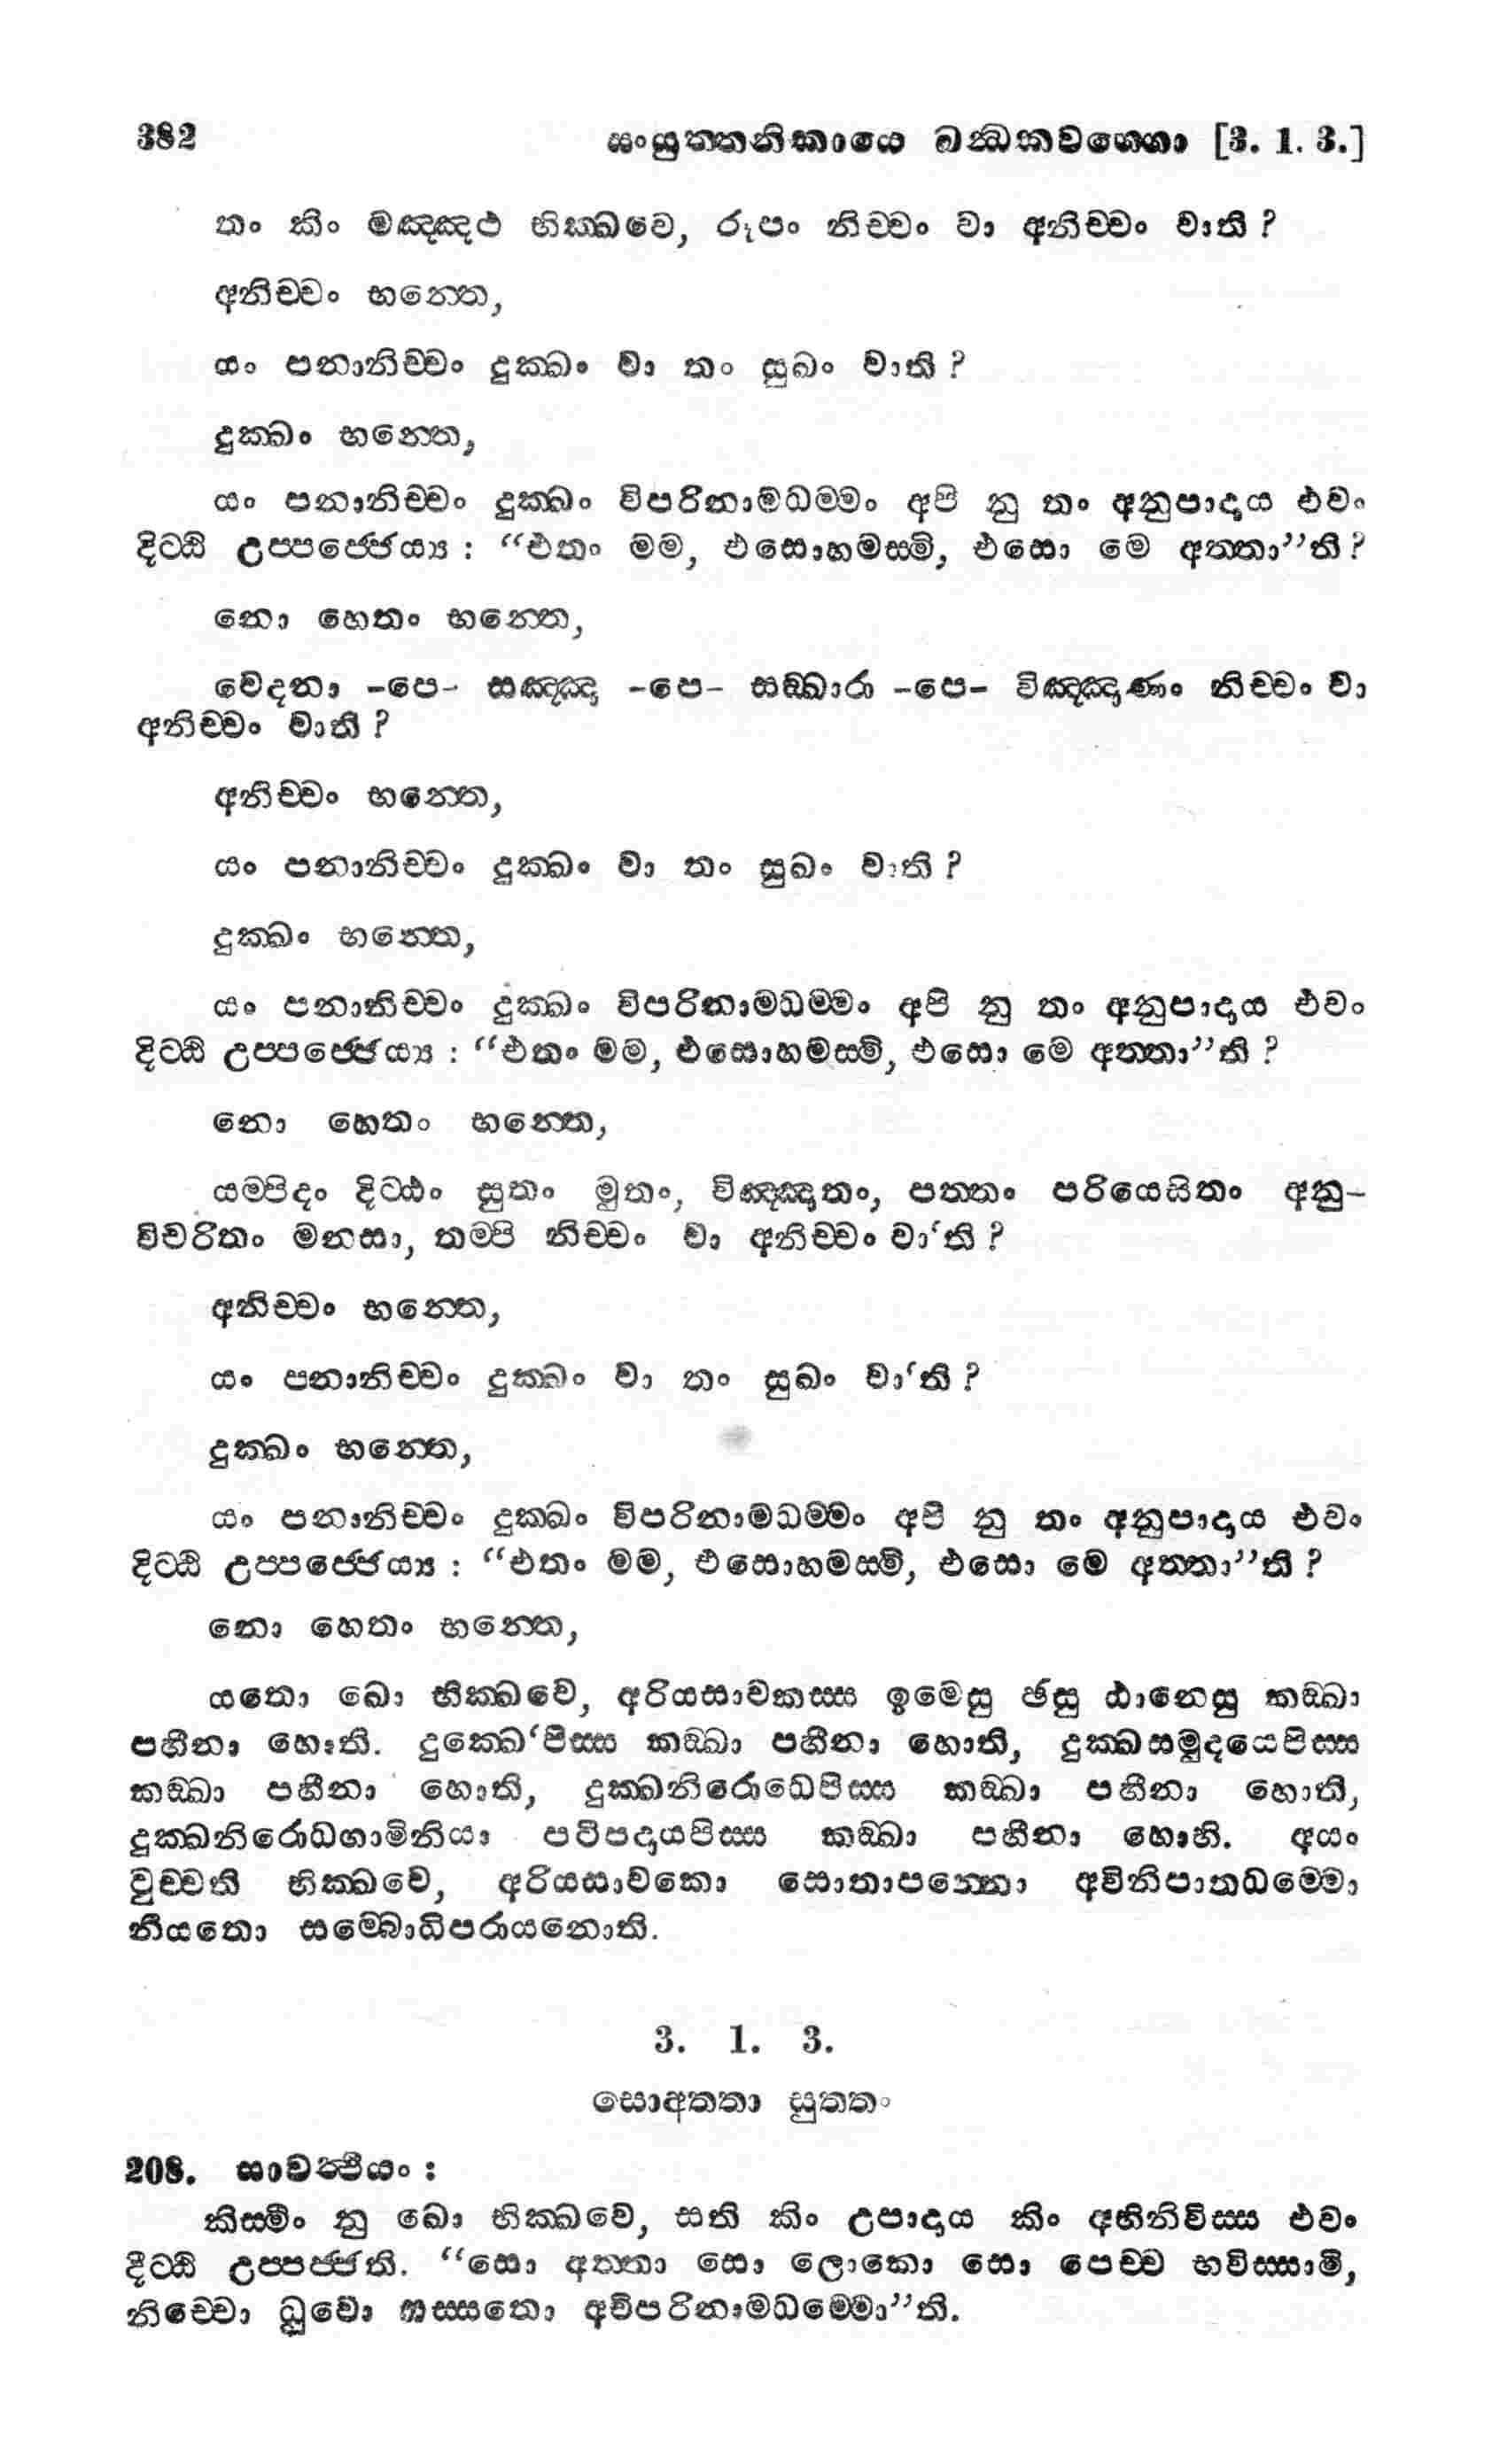 382 සංයුත්තනිකායෙ ඛන්ධකවග්ගො [3. 1. 3.]
තං කිං මඤ්ඤථ භික්ඛවෙ, රූපං නිච්චං වා අනිච්චං වාති ?
අනිච්චං භන්තෙ,
යං පනානිච්චං දුක්ඛං වා තං සුඛං වාති ?
දුක්ඛං භන්තෙ,
යං පනානිච්චං දුක්ඛං විපරිනාමධම්මං අපි නු තං අනුපාදාය එවං
දිට්ඨි උප්පජ්ජෙය්‍ය : “එතං මම, එසොහමස්මි, එසො මෙ අත්තා”ති ?
නො හෙතං භන්තෙ,
වෙදනා -පෙ- සඤ්ඤා -පෙ- සඞ්ඛාරා -පෙ- විඤ්ඤාණං නිච්චං වා
අනිච්චං වාති ?
අනිච්චං භන්තෙ,
යං පනානිච්චං දුක්ඛං වා තං සුඛං වාති ?
දුක්ඛං භන්තෙ,
යං පනානිච්චං දුක්ඛං විපරිනාමධම්මං අපි නු තං අනුපාදාය එවං
දිට්ඨි උප්පජ්ජෙය්‍ය : “එතං මම, එසොහමස්මි, එසො මෙ අත්තා”ති ?
නො හෙතං භන්තෙ,
යම්පිදං දිට්ඨං සුතං මුතං, විඤ්ඤාතං, පත්තං පරියෙසිතං අනු-
විචරිතං මනසා, තම්පි නිච්චං වා අනිච්චං වා‘ති ?
අනිච්චං භන්තෙ,
යං පනානිච්චං දුක්ඛං වා තං සුඛං වා‘ති ?
දුක්ඛං භන්තෙ,
යං පනානිච්චං දුක්ඛං විපරිනාමධම්මං අපි නු තං අනුපාදාය එවං
දිට්ඨි උප්පජ්ජෙය්‍ය : “එතං මම, එසොහමස්මි, එසො මෙ අත්තා”ති ?
නො හෙතං භන්තෙ,
යතො ඛො භික්ඛවෙ, අරියසාවකස්ස ඉමෙසු ඡසු ඨානෙසු කඞ්ඛා
පහීනා හොති. දුක්ඛෙ‘පිස්ස කඞ්ඛා පහීනා හොති, දුක්ඛසමුදයෙපිස්ස
කඞ්ඛා පහීනා හොති, දුක්ඛනිරොධෙපිස්ස කඞ්ඛා පහීනා හොති,
දුක්ඛනිරොධගාමිනියා පටිපදායපිස්ස කඞ්ඛා පහීනා හොහි. අයං
වුච්චති භික්ඛවෙ, අරියසාවකො සොතාපන්නො අවිනිපාතධම්මො
නියතො සම්බොධිපරායනොති.
3. 1. 3.
සොඅත්තා සුත්තං
208. සාවත්ථියං :
කිස්මිං නු ඛො භික්ඛවෙ, සති කිං උපාදාය කිං අභිනිවිස්ස එවං
දිට්ඨි උප්පජ්ජති. “සො අත්තා සො ලොකො සො පෙච්ච භවිස්සාමි,
නිච්චො ධුවො සස්සතො අවිපරිනාමධම්මො”ති.